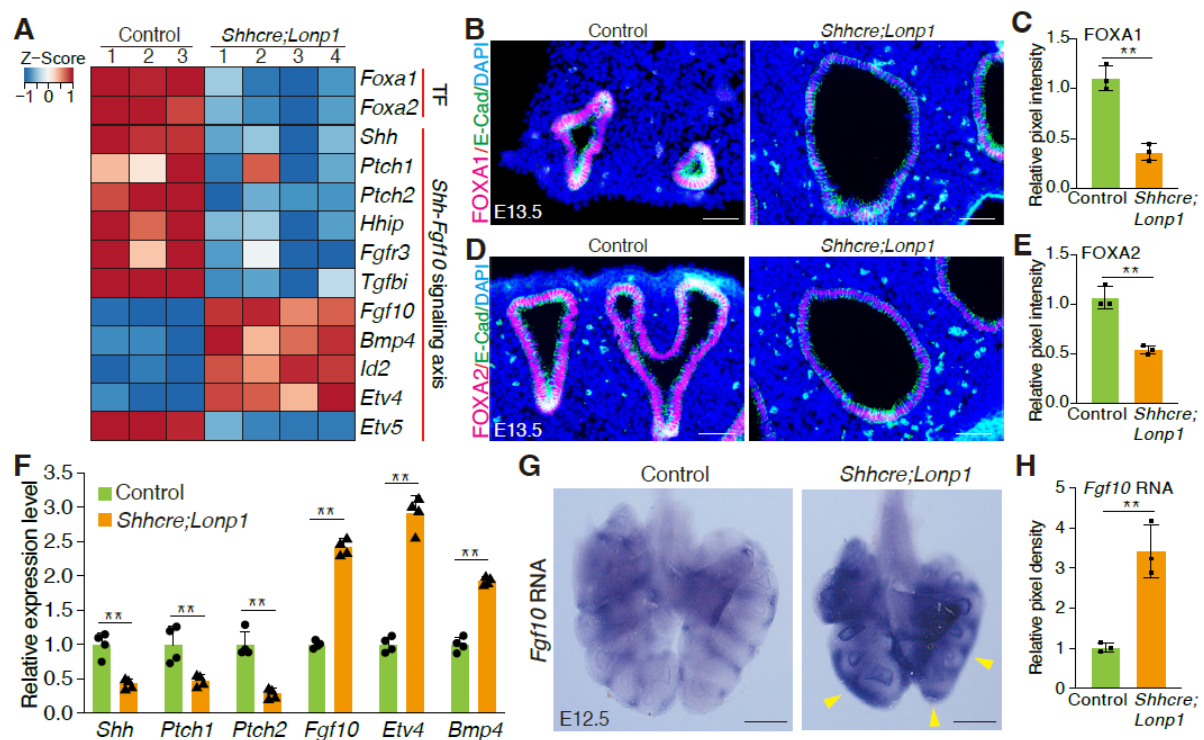 A
Control
Shhcre;Lonp1
Z-Score
−1 0 1
1 2 3 1 2 3 4
Foxa1
Foxa2
Shh
Ptch1
Ptch2
Hhip
Fgfr3
Tgfbi
Fgf10
Bmp4
Id2
Etv4
Etv5
TF
Shh-Fgf10 signaling axis
B
Control
Shhcre;Lonp1
FOXA1/E-Cad/DAPI
E13.5
C
FOXA1
**
Relative pixel intensity
1.5
1.0
0.5
0.0
Control Shhcre;
Lonp1
D
Control
Shhcre;Lonp1
FOXA2/E-Cad/DAPI
E13.5
E
FOXA2
**
Relative pixel intensity
1.5
1.0
0.5
0.0
Control Shhcre;
Lonp1
F
Control
Shhcre;Lonp1
Relative expression level
3.5
3.0
2.5
2.0
1.5
1.0
0.5
0.0
** ** ** ** ** **
Shh Ptch1 Ptch2 Fgf10 Etv4 Bmp4
G
Control
Shhcre;Lonp1
Fgf10 RNA
E12.5
H
Fgf10 RNA
**
Relative pixel density
5
4
3
2
1
0
Control Shhcre;
Lonp1